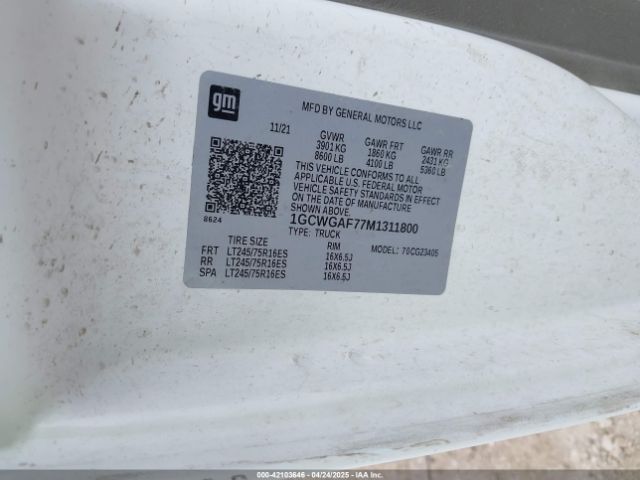 gm
MFD BY GENERAL MOTORS LLC
11/21
GVWR GAWR FRT GAWR RR
3901 KG 1860 KG 2431 KG
8600 LB 4100 LB 5360 LB
THIS VEHICLE CONFORMS TO ALL
APPLICABLE U.S. FEDERAL MOTOR
VEHICLE SAFETY STANDARDS IN EFFECT
ON THE DATE OF MANUFACTURE
SHOWN ABOVE.
8624
1GCWGAF77M1311800
TYPE: TRUCK
TIRE SIZE RIM MODEL: 70CG23405
FRT LT245/75R16ES 16X6.5J
RR LT245/75R16ES 16X6.5J
SPA LT245/75R16ES 16X6.5J
000-42103646 - 04/24/2025 - IAAI.COM